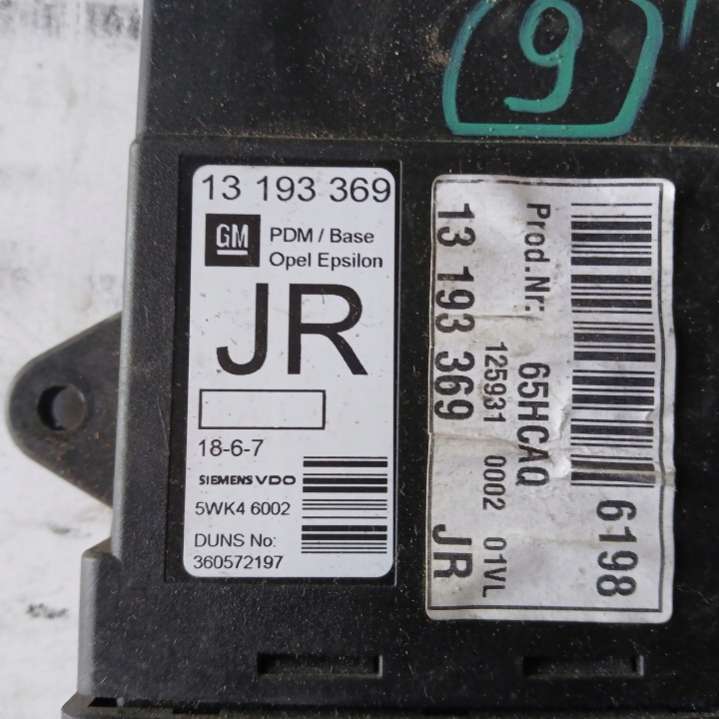 9
13 193 369
GM
PDM / Base
Opel Epsilon
JR
18-6-7
SIEMENS VDO
5WK4 6002
DUNS No:
360572197
6198
Prod.Nr: 65HCAQ
125931 0002 01VL
13 193 369 JR